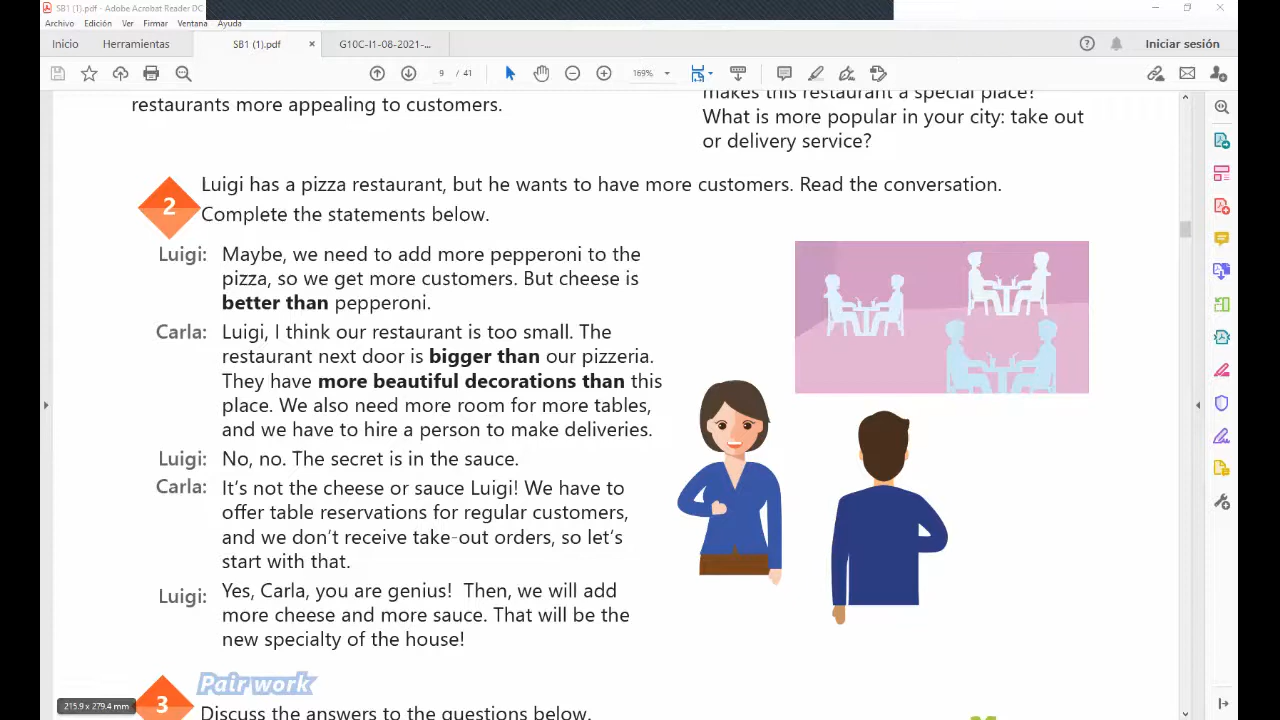 SB1 (1).pdf - Adobe Acrobat Reader DC
Archivo Edición Ver Firmar Ventana Ayuda
Inicio Herramientas SB1 (1).pdf × G10C-I1-08-2021-... Iniciar sesión
9 / 41 169%
restaurants more appealing to customers.
makes this restaurant a special place?
What is more popular in your city: take out
or delivery service?
2 Luigi has a pizza restaurant, but he wants to have more customers. Read the conversation.
Complete the statements below.
Luigi: Maybe, we need to add more pepperoni to the
pizza, so we get more customers. But cheese is
better than pepperoni.
Carla: Luigi, I think our restaurant is too small. The
restaurant next door is bigger than our pizzeria.
They have more beautiful decorations than this
place. We also need more room for more tables,
and we have to hire a person to make deliveries.
Luigi: No, no. The secret is in the sauce.
Carla: It's not the cheese or sauce Luigi! We have to
offer table reservations for regular customers,
and we don't receive take-out orders, so let's
start with that.
Luigi: Yes, Carla, you are genius! Then, we will add
more cheese and more sauce. That will be the
new specialty of the house!
Pair work
3 Discuss the answers to the questions below.
215.9 x 279.4 mm